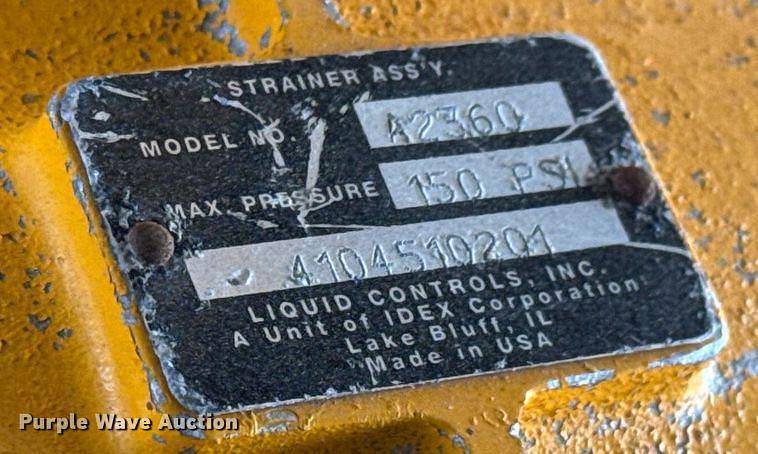 STRAINER ASS'Y.
MODEL NO. A2360
MAX. PRESSURE 150 PSI
4104510201
LIQUID CONTROLS, INC.
A Unit of IDEX Corporation
Lake Bluff, IL
Made in USA
Purple Wave Auction